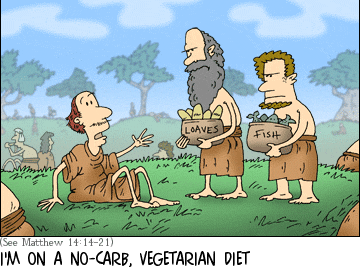 LOAVES
FISH
(See Matthew 14:14-21)
I'M ON A NO-CARB, VEGETARIAN DIET